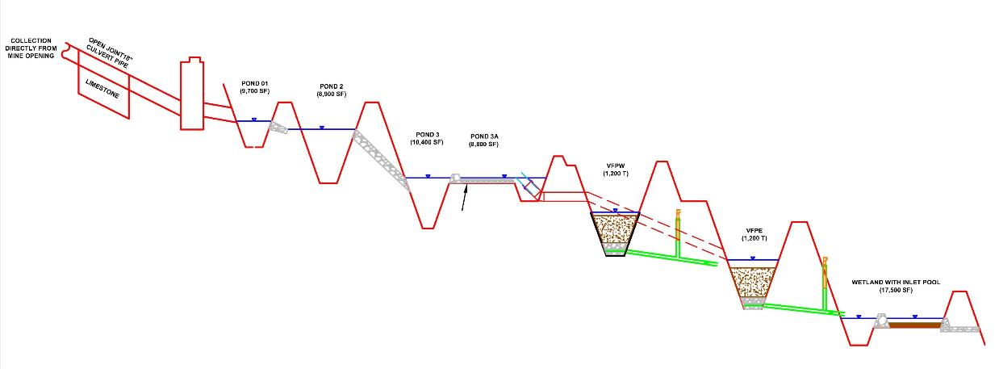 COLLECTION
DIRECTLY FROM
MINE OPENING
OPEN JOINT18"
CULVERT PIPE
LIMESTONE
POND 01
(9,700 SF)
POND 2
(8,900 SF)
POND 3
(10,400 SF)
POND 3A
(8,800 SF)
VFPW
(1,200 T)
VFPE
(1,200 T)
WETLAND WITH INLET POOL
(17,500 SF)